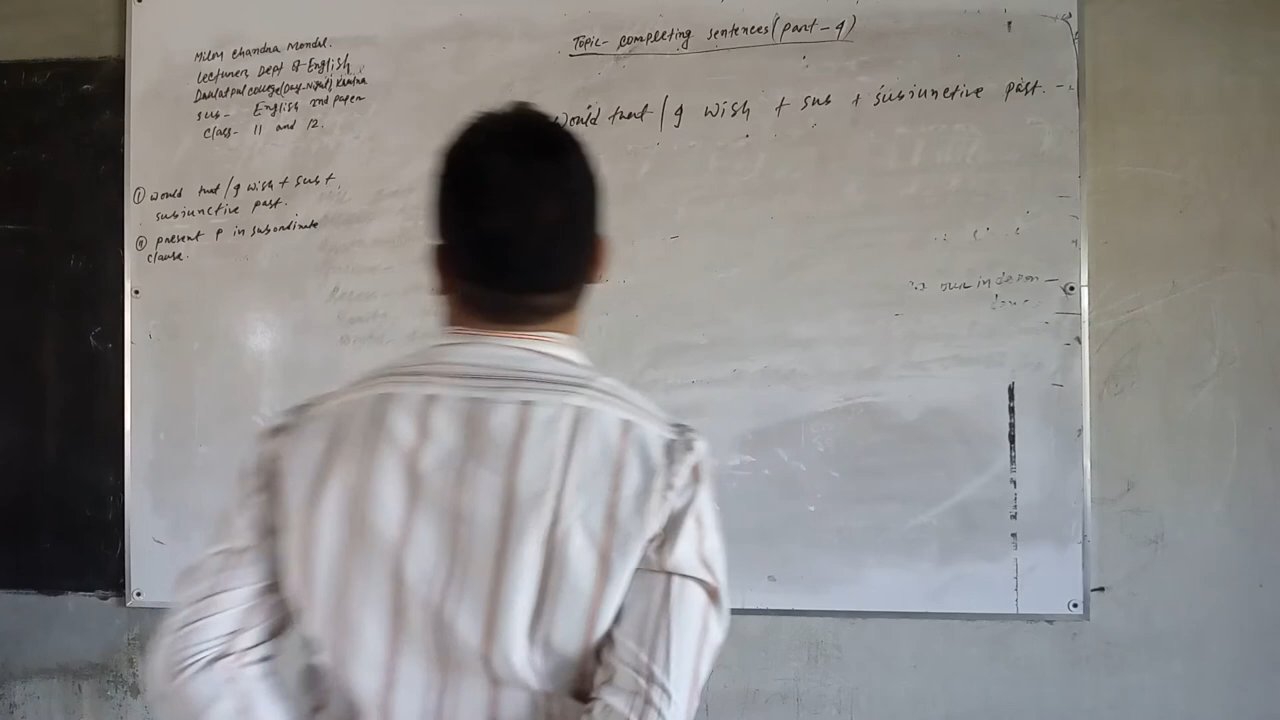 Milon Chandra Mondal.
Lecturer, Dept of English
Daulatpur college (Day-Night), Khulna
sub- English 2nd paper
class- 11 and 12.
Topic- completing sentences (part-4)
would that / I wish + sub + subjunctive past.
① would that / I wish + sub +
subjunctive past.
② present P in subordinate
clause.